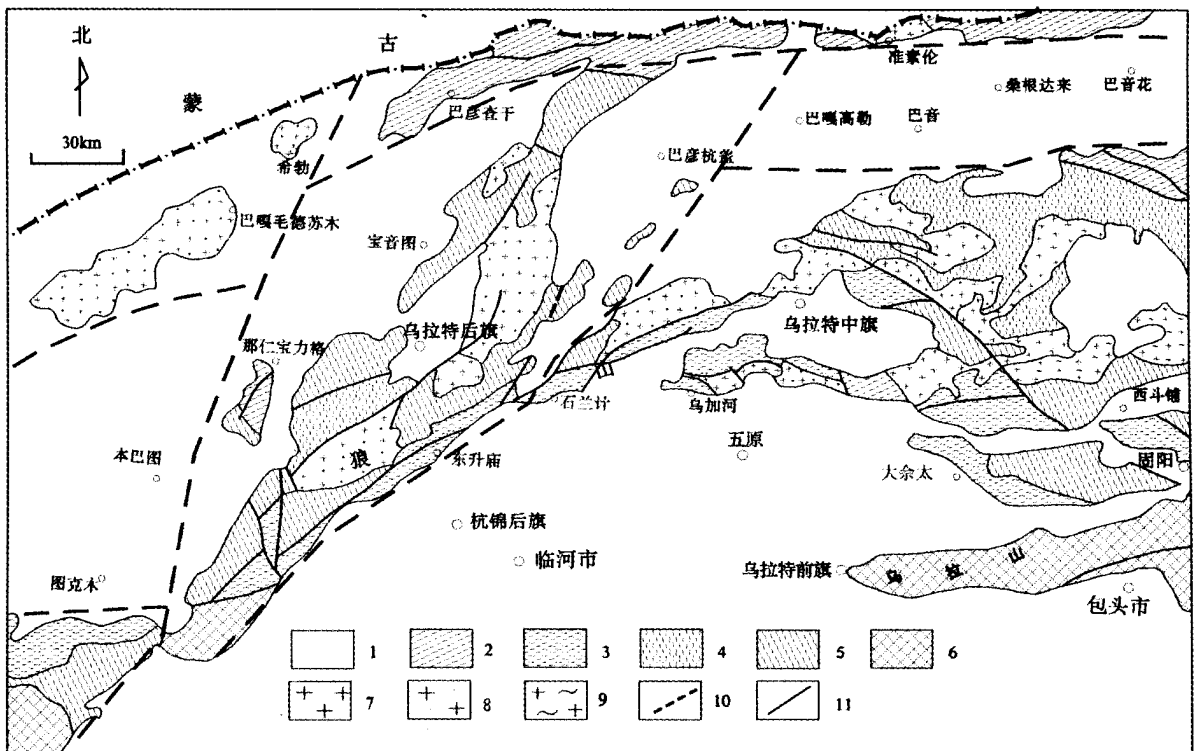 北
古
蒙
30km
准素伦
桑根达来
巴音花
巴彦查干
巴嘎高勒
巴音
希勒
巴彦杭盖
巴嘎毛德苏木
宝音图
乌拉特后旗
乌拉特中旗
那仁宝力格
石兰计
乌加河
西斗铺
五原
狼
山
本巴图
东升庙
大佘太
固阳
杭锦后旗
临河市
乌拉特前旗
乌拉山
图克木
包头市
1
2
3
4
5
6
7
8
9
10
11